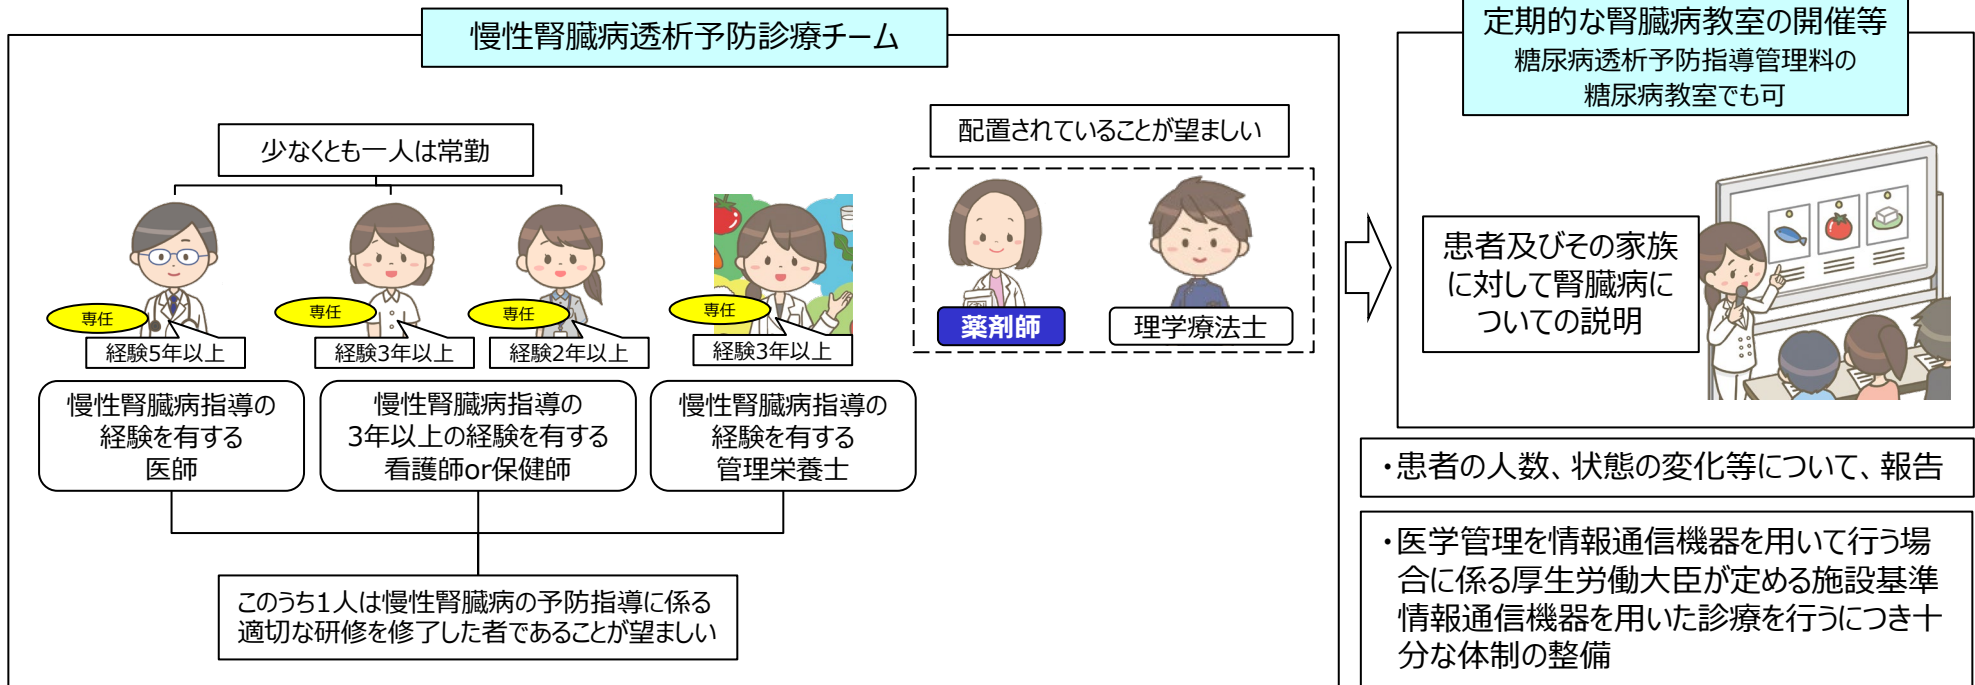 慢性腎臓病透析予防診療チーム
少なくとも一人は常勤
配置されていることが望ましい
専任
経験5年以上
専任
経験3年以上
専任
経験2年以上
専任
経験3年以上
薬剤師
理学療法士
慢性腎臓病指導の
経験を有する
医師
慢性腎臓病指導の
3年以上の経験を有する
看護師or保健師
慢性腎臓病指導の
経験を有する
管理栄養士
このうち1人は慢性腎臓病の予防指導に係る
適切な研修を修了した者であることが望ましい
定期的な腎臓病教室の開催等
糖尿病透析予防指導管理料の
糖尿病教室でも可
患者及びその家族
に対して腎臓病に
ついての説明
・患者の人数、状態の変化等について、報告
・医学管理を情報通信機器を用いて行う場
合に係る厚生労働大臣が定める施設基準
情報通信機器を用いた診療を行うにつき十
分な体制の整備